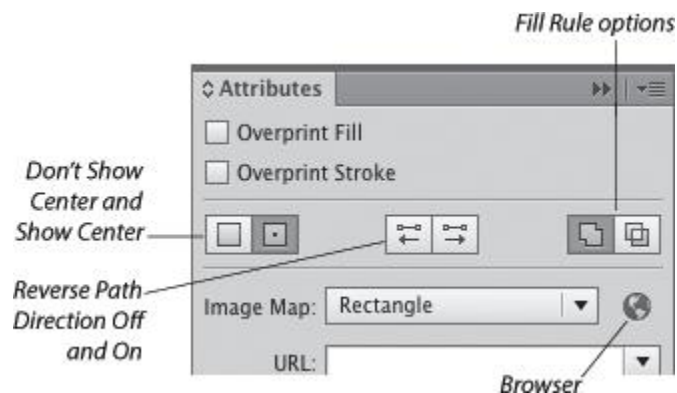 Fill Rule options
Attributes
Overprint Fill
Overprint Stroke
Don't Show
Center and
Show Center
Reverse Path
Direction Off
and On
Image Map: Rectangle
URL:
Browser